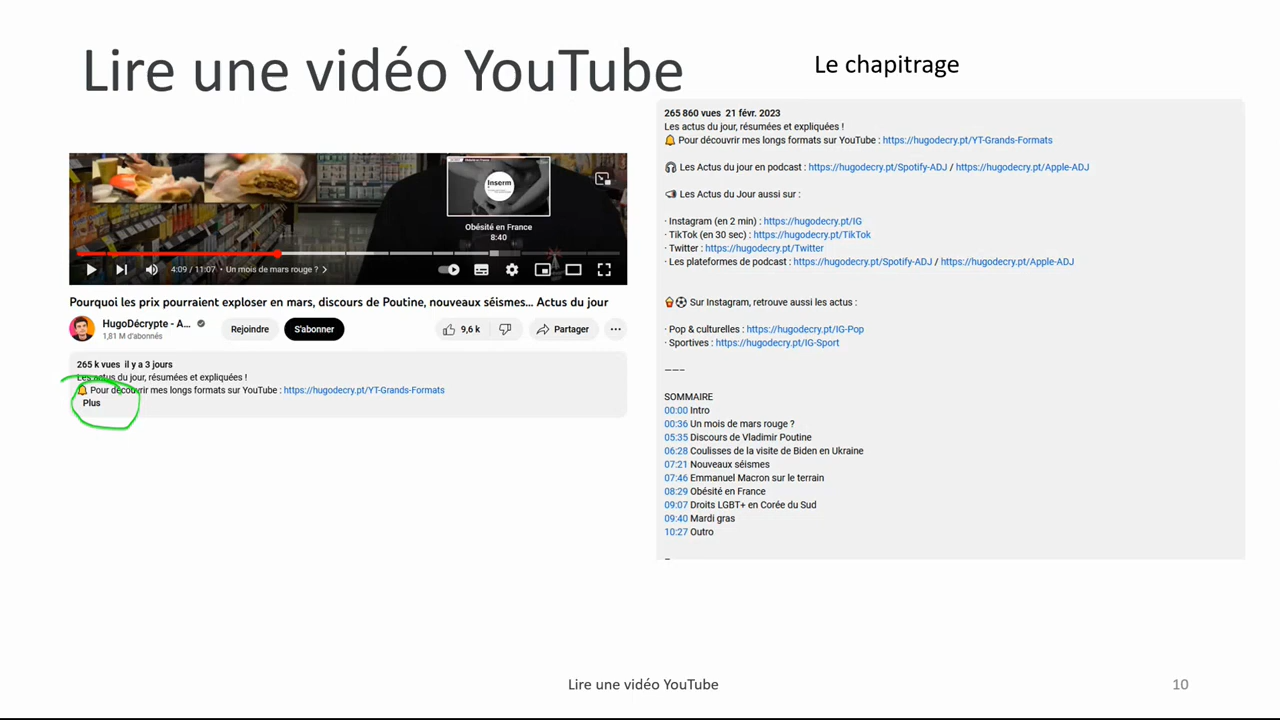 Lire une vidéo YouTube
Le chapitrage
Inserm
Obésité en France
8:40
4:09 / 11:07 • Un mois de mars rouge ? >
Pourquoi les prix pourraient exploser en mars, discours de Poutine, nouveaux séismes... Actus du jour
HugoDécrypte - A...
1,81 M d'abonnés
Rejoindre
S'abonner
9,6 k
Partager
265 k vues il y a 3 jours
Les actus du jour, résumées et expliquées !
🔔 Pour découvrir mes longs formats sur YouTube : https://hugodecry.pt/YT-Grands-Formats
Plus
265 860 vues 21 févr. 2023
Les actus du jour, résumées et expliquées !
🔔 Pour découvrir mes longs formats sur YouTube : https://hugodecry.pt/YT-Grands-Formats
🎧 Les Actus du jour en podcast : https://hugodecry.pt/Spotify-ADJ / https://hugodecry.pt/Apple-ADJ
📣 Les Actus du Jour aussi sur :
· Instagram (en 2 min) : https://hugodecry.pt/IG
· TikTok (en 30 sec) : https://hugodecry.pt/TikTok
· Twitter : https://hugodecry.pt/Twitter
· Les plateformes de podcast : https://hugodecry.pt/Spotify-ADJ / https://hugodecry.pt/Apple-ADJ
🍿⚽ Sur Instagram, retrouve aussi les actus :
· Pop & culturelles : https://hugodecry.pt/IG-Pop
· Sportives : https://hugodecry.pt/IG-Sport
———–
SOMMAIRE
00:00 Intro
00:36 Un mois de mars rouge ?
05:35 Discours de Vladimir Poutine
06:28 Coulisses de la visite de Biden en Ukraine
07:21 Nouveaux séismes
07:46 Emmanuel Macron sur le terrain
08:29 Obésité en France
09:07 Droits LGBT+ en Corée du Sud
09:40 Mardi gras
10:27 Outro
Lire une vidéo YouTube
10